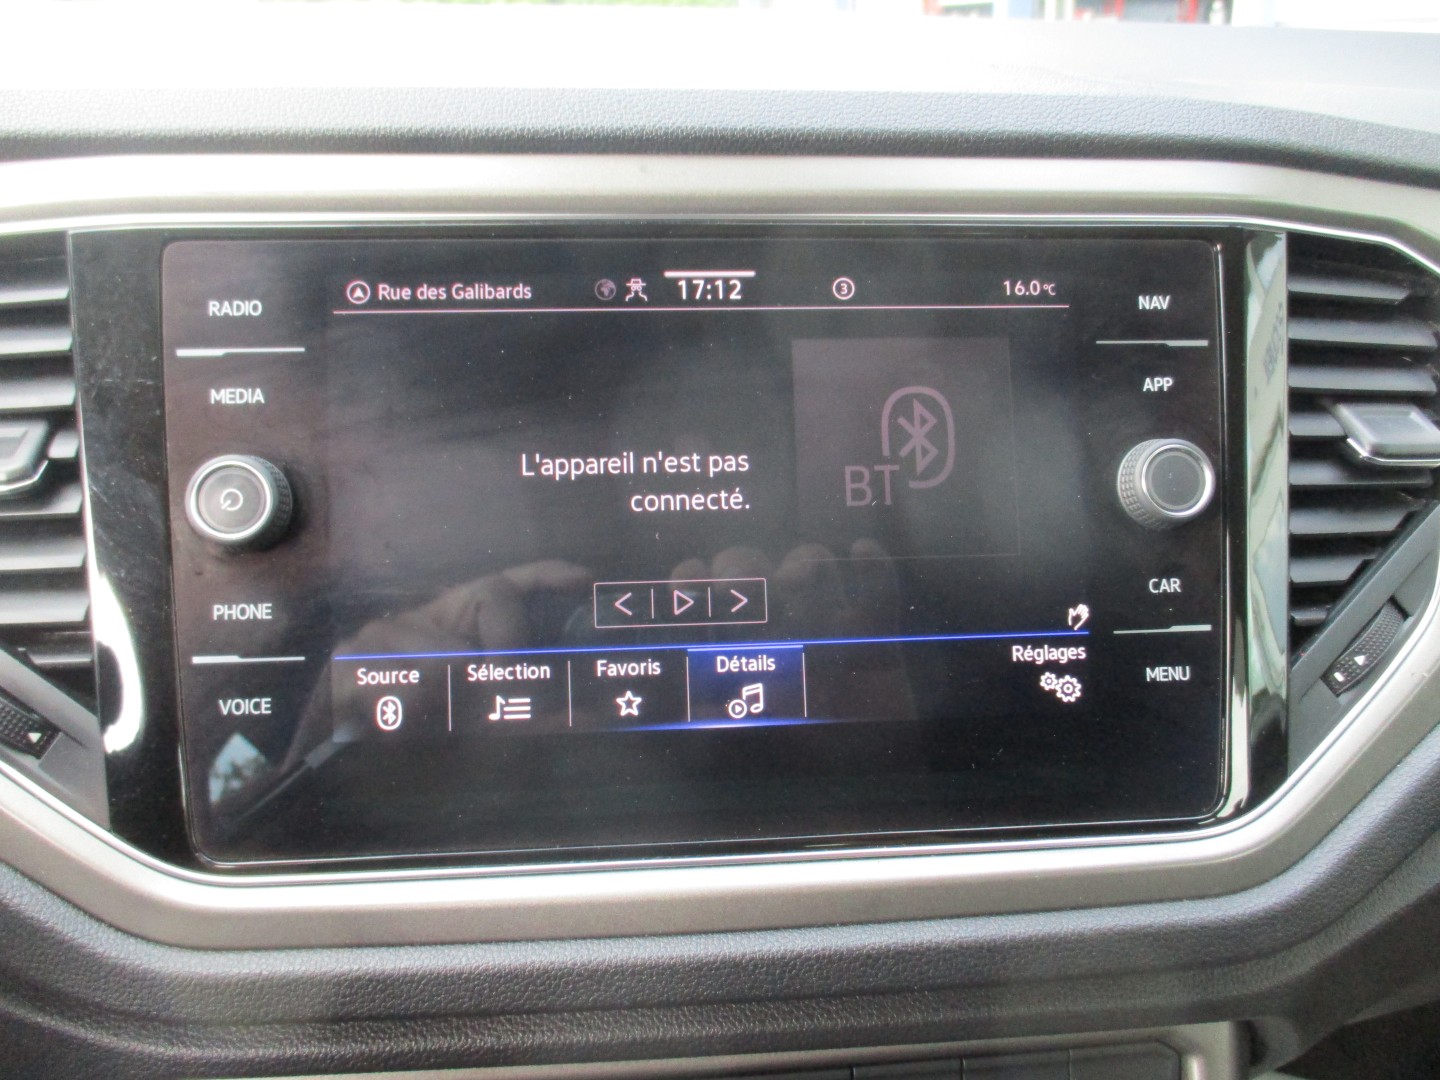 Rue des Galibards 17:12 3 16.0°C
RADIO
MEDIA
PHONE
VOICE
L'appareil n'est pas
connecté.
BT
Source
Sélection
Favoris
Détails
Réglages
NAV
APP
CAR
MENU